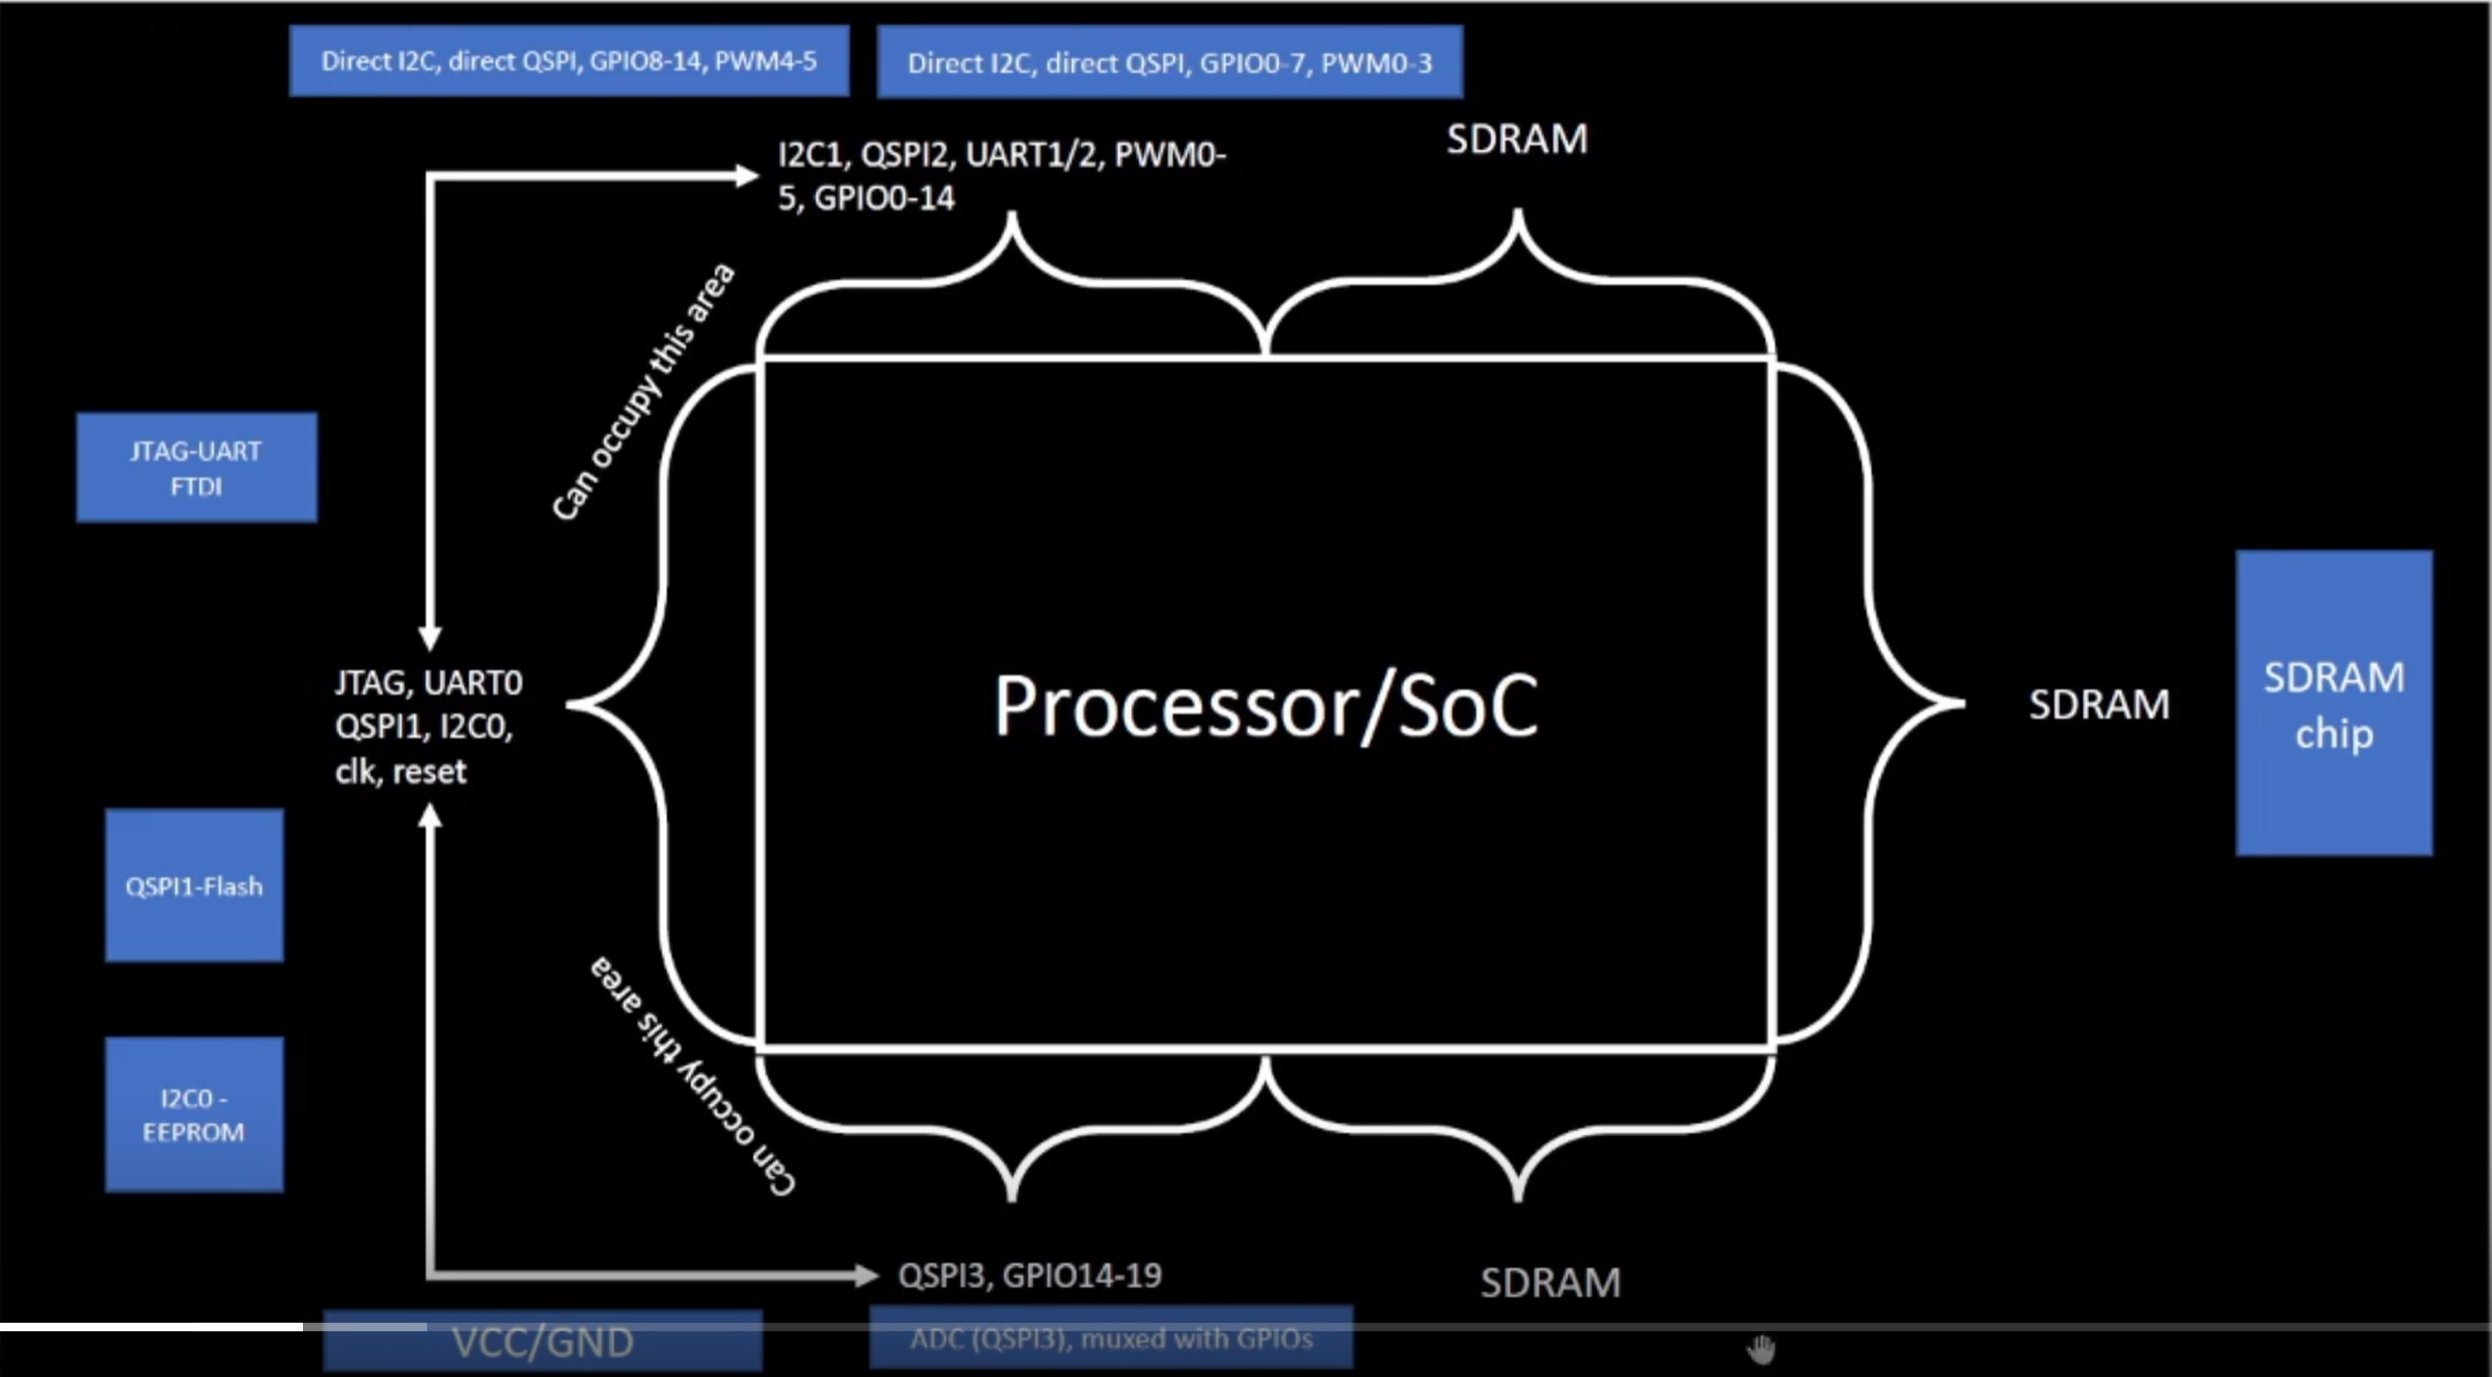 Direct I2C, direct QSPI, GPIO8-14, PWM4-5
Direct I2C, direct QSPI, GPIO0-7, PWM0-3
I2C1, QSPI2, UART1/2, PWM0-
5, GPIO0-14
SDRAM
Can occupy this area
JTAG-UART
FTDI
JTAG, UART0
QSPI1, I2C0,
clk, reset
Processor/SoC
SDRAM
SDRAM
chip
QSPI1-Flash
I2C0 -
EEPROM
Can occupy this area
QSPI3, GPIO14-19
SDRAM
VCC/GND
ADC (QSPI3), muxed with GPIOs